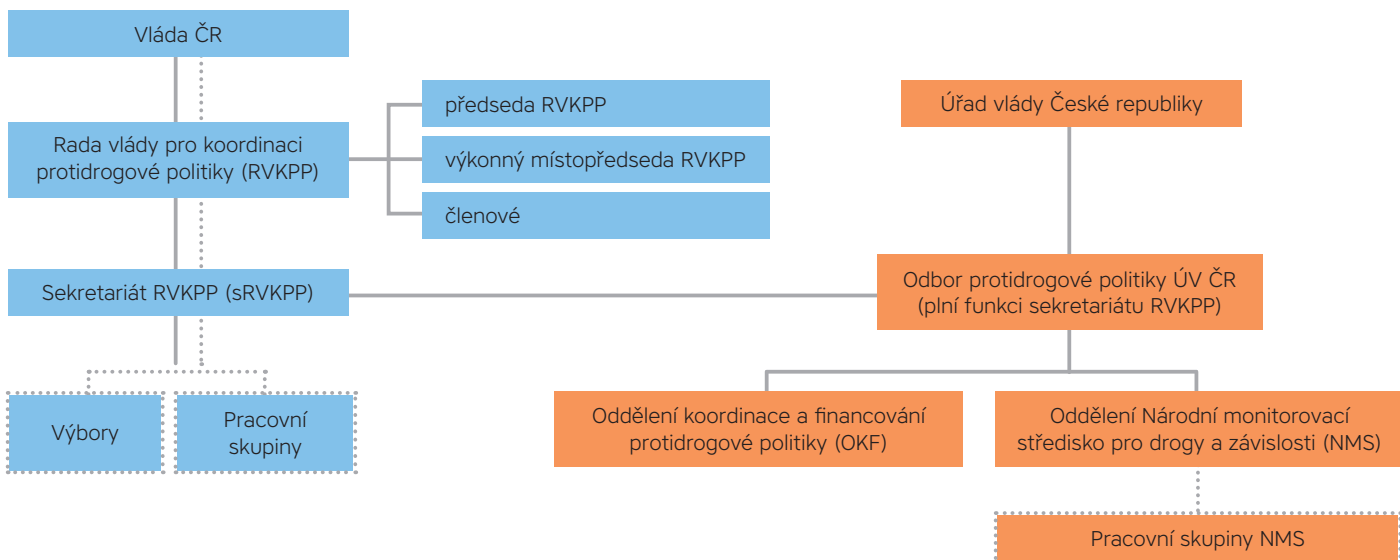 Vláda ČR
Rada vlády pro koordinaci
protidrogové politiky (RVKPP)
předseda RVKPP
výkonný místopředseda RVKPP
členové
Úřad vlády České republiky
Sekretariát RVKPP (sRVKPP)
Odbor protidrogové politiky ÚV ČR
(plní funkci sekretariátu RVKPP)
Výbory
Pracovní
skupiny
Oddělení koordinace a financování
protidrogové politiky (OKF)
Oddělení Národní monitorovací
středisko pro drogy a závislosti (NMS)
Pracovní skupiny NMS